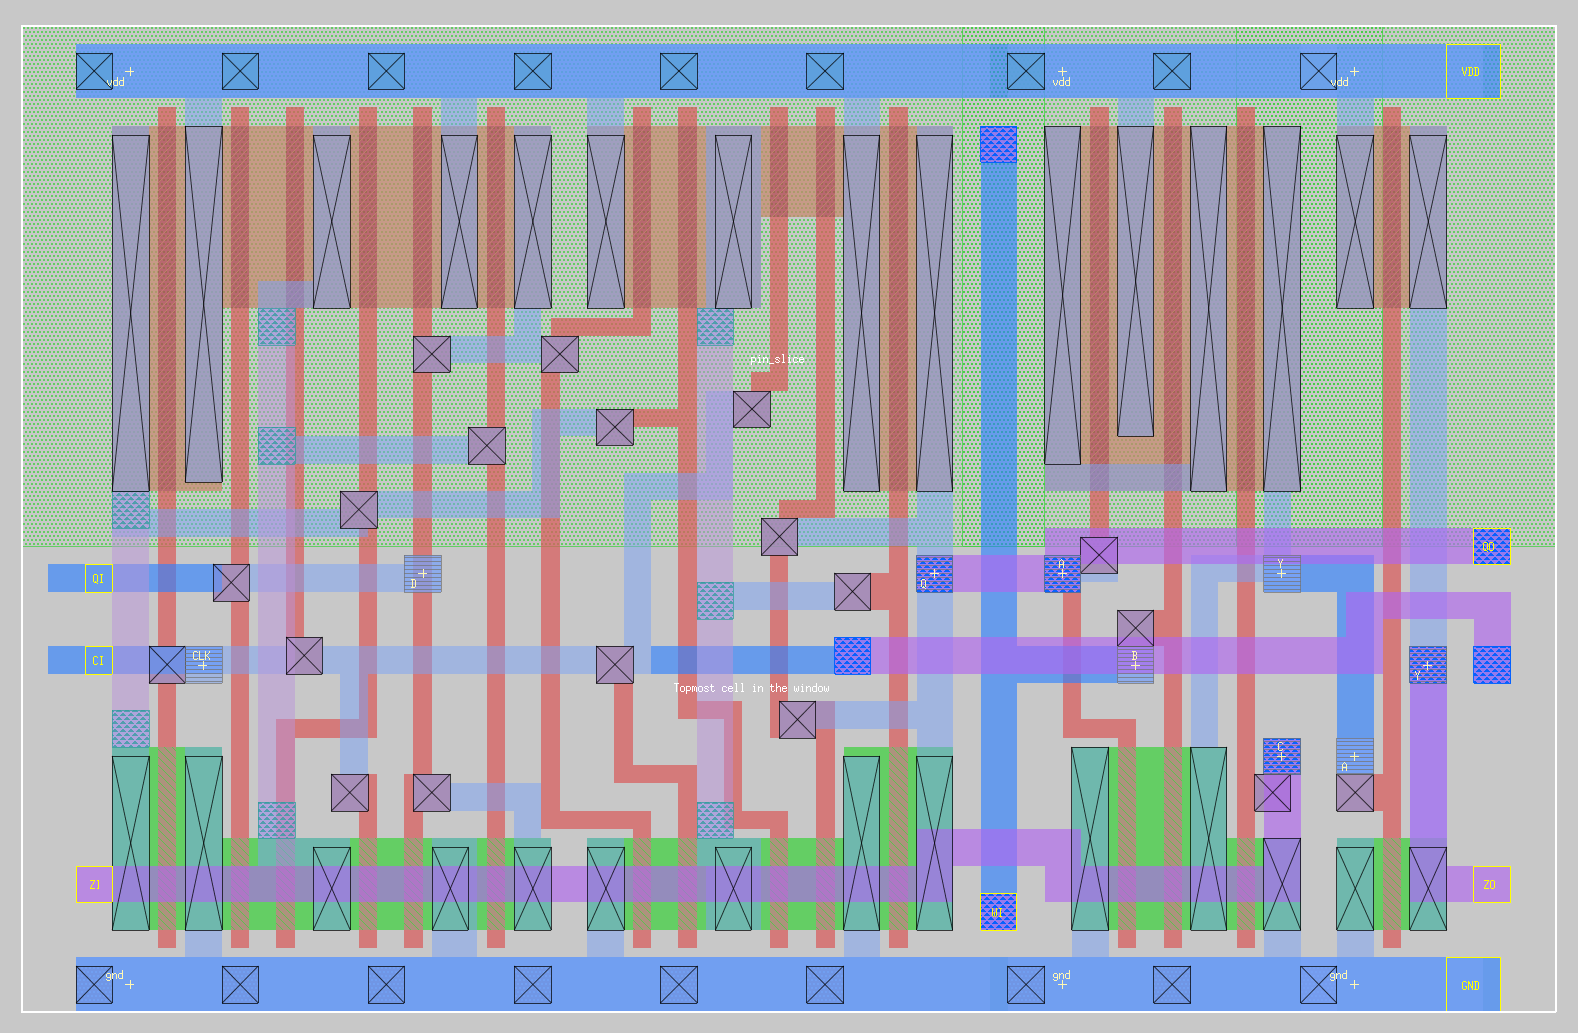 vdd vdd vdd VDD
pin_slice
QO
QI D Q A Y
CI CLK B Y
Topmost cell in the window
C A
ZI ZO
WI
gnd gnd gnd GND